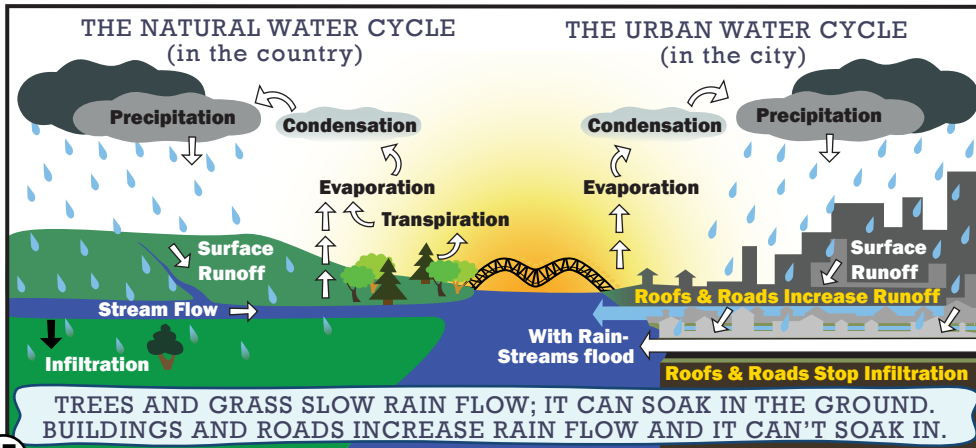 THE NATURAL WATER CYCLE
(in the country)
Precipitation
Condensation
Evaporation
Transpiration
Surface
Runoff
Stream Flow
Infiltration
THE URBAN WATER CYCLE
(in the city)
Condensation
Precipitation
Evaporation
Surface
Runoff
Roofs & Roads Increase Runoff
With Rain-
Streams flood
Roofs & Roads Stop Infiltration
TREES AND GRASS SLOW RAIN FLOW; IT CAN SOAK IN THE GROUND.
BUILDINGS AND ROADS INCREASE RAIN FLOW AND IT CAN'T SOAK IN.